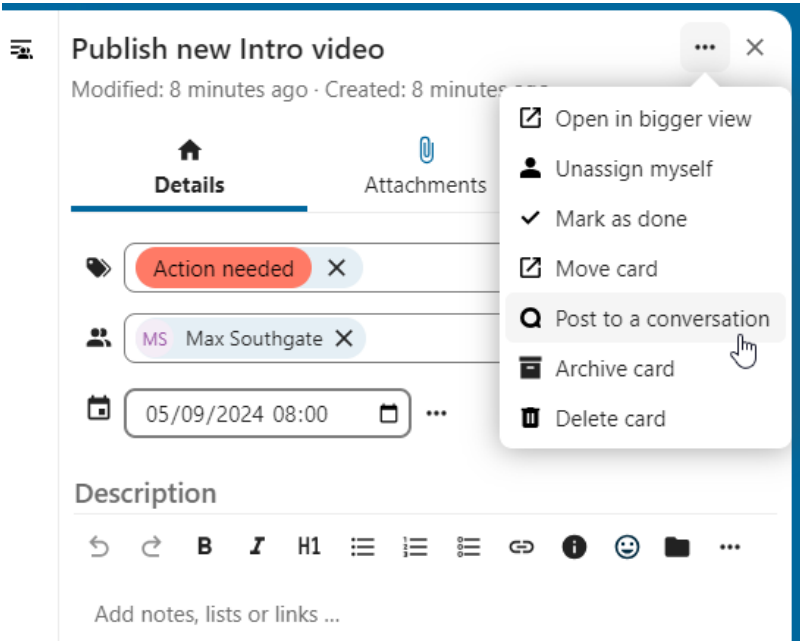 Publish new Intro video
Modified: 8 minutes ago · Created: 8 minutes ago
Open in bigger view
Unassign myself
Mark as done
Move card
Post to a conversation
Archive card
Delete card
Details
Attachments
Action needed
MS Max Southgate
05/09/2024 08:00
Description
B I H1
Add notes, lists or links ...